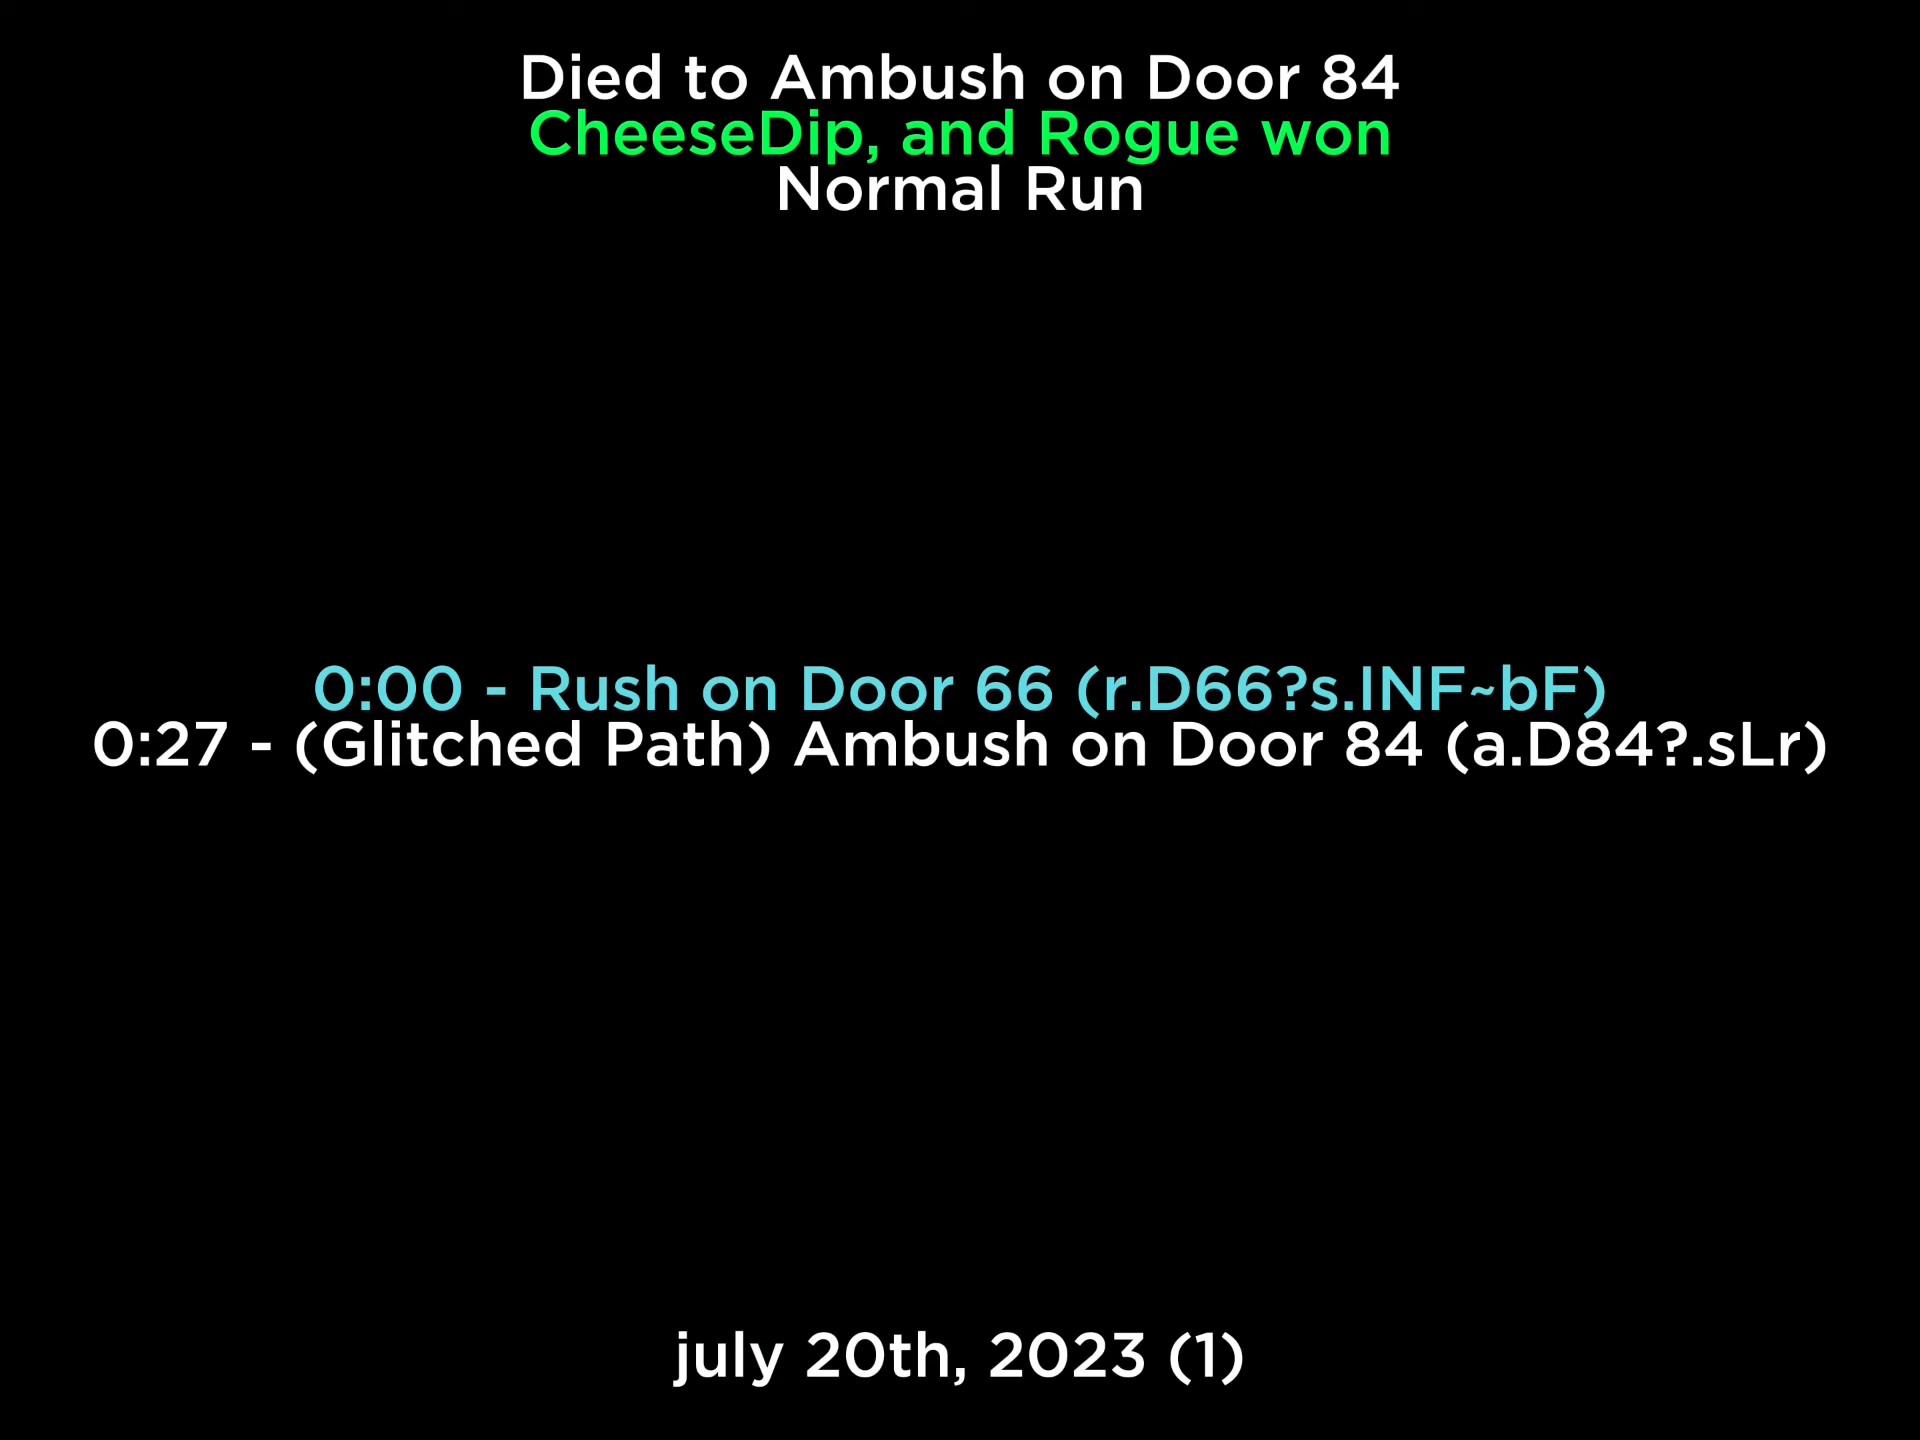 Died to Ambush on Door 84
CheeseDip, and Rogue won
Normal Run
0:00 - Rush on Door 66 (r.D66?s.INF~bF)
0:27 - (Glitched Path) Ambush on Door 84 (a.D84?.sLr)
july 20th, 2023 (1)